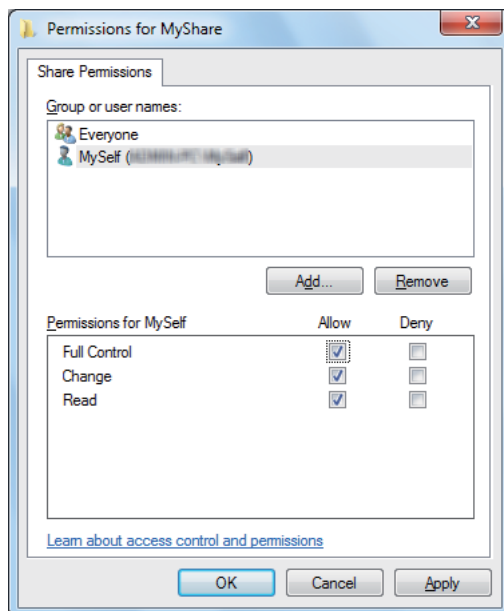 Permissions for MyShare
Share Permissions
Group or user names:
Everyone
MySelf (                    )
Add... Remove
Permissions for MySelf Allow Deny
Full Control
Change
Read
Learn about access control and permissions
OK Cancel Apply